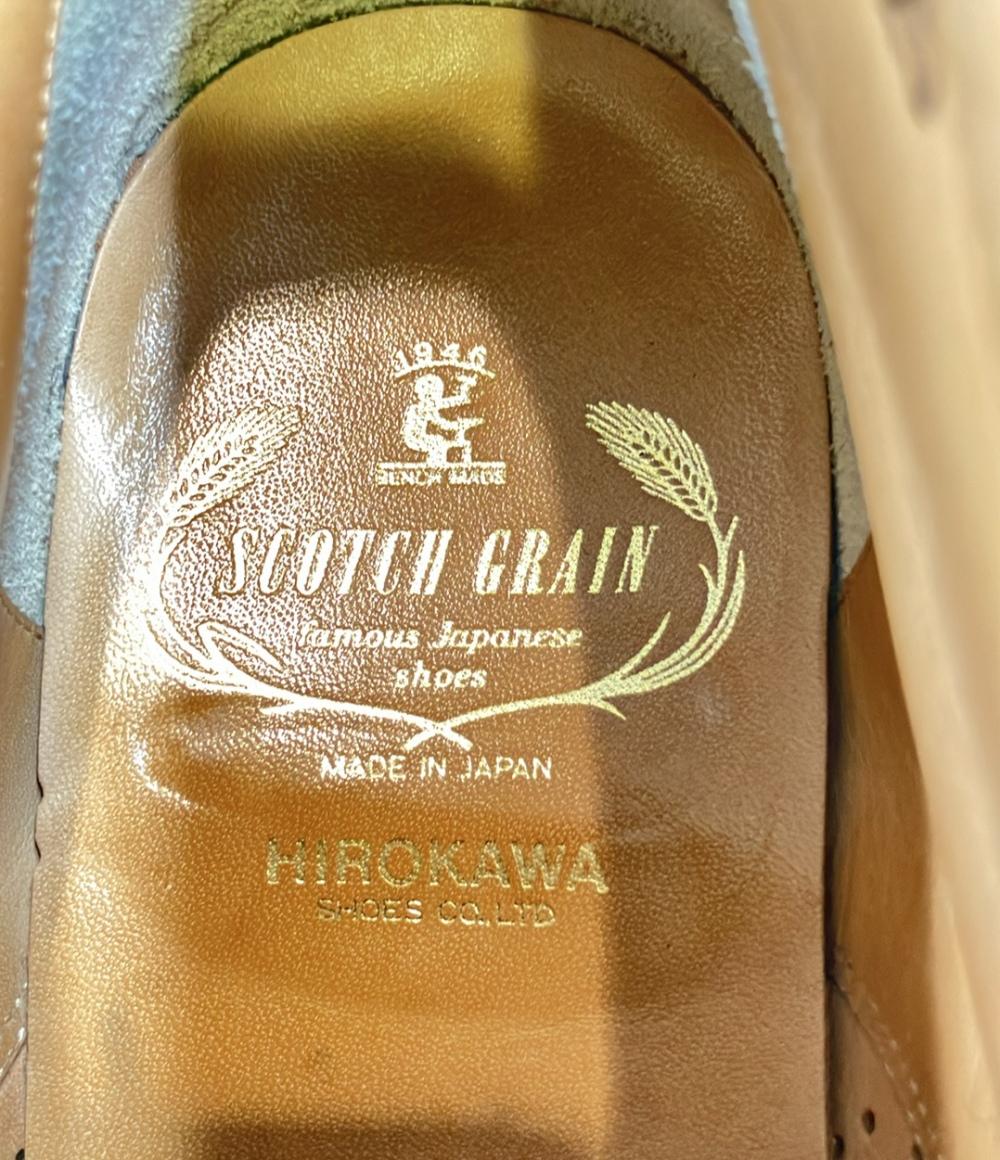 1946
BENCH MADE
SCOTCH GRAIN
famous Japanese
shoes
MADE IN JAPAN
HIROKAWA
SHOES CO.,LTD